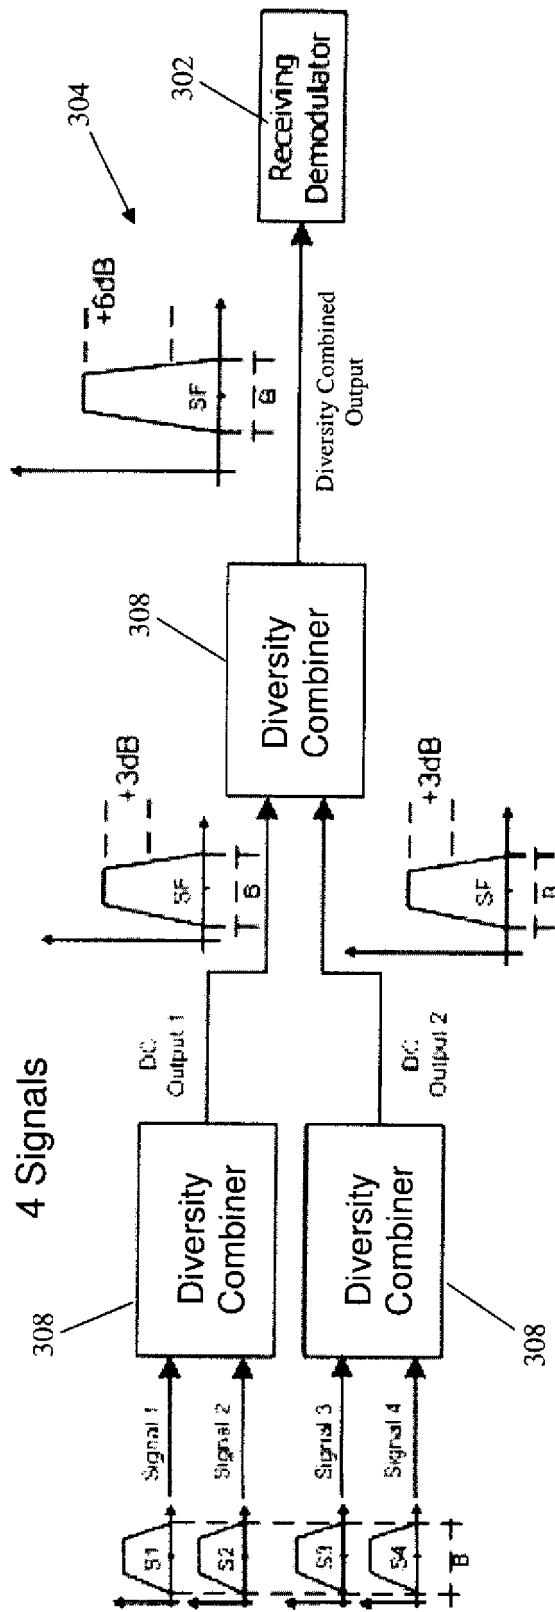 4 Signals
S1
S2
S3
S4
B
Signal 1
Signal 2
Signal 3
Signal 4
308
Diversity
Combiner
Diversity
Combiner
308
DC
Output 1
DC
Output 2
SF
+3dB
B
SF
+3dB
B
308
Diversity
Combiner
SF
+6dB
B
Diversity Combined
Output
304
302
Receiving
Demodulator